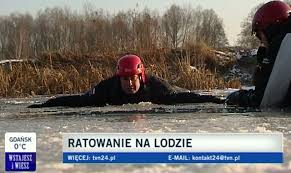 GDAŃSK
0°C
WSTAJESZ
i WIESZ
RATOWANIE NA LODZIE
WIĘCEJ: tvn24.pl
E-MAIL: kontakt24@tvn.pl